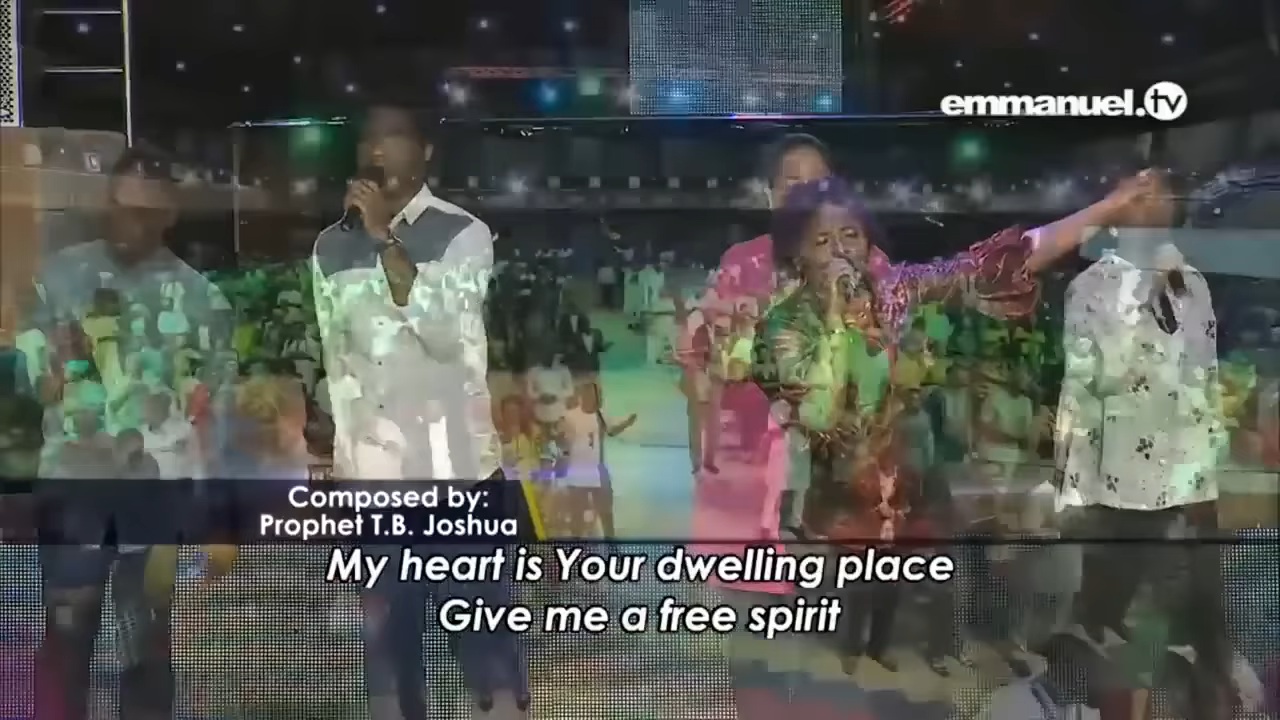 emmanuel.tv
Composed by:
Prophet T.B. Joshua
My heart is Your dwelling place
Give me a free spirit